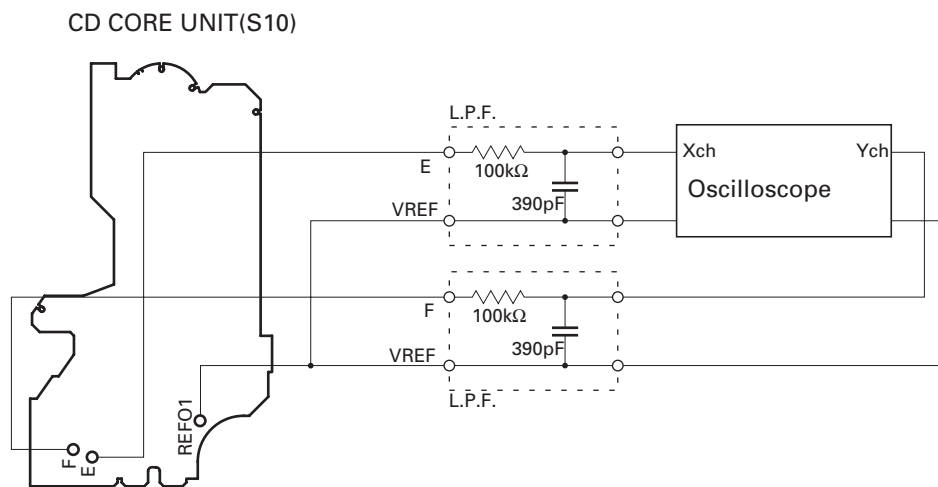 CD CORE UNIT(S10)
L.P.F.
E
100kΩ
390pF
VREF
Xch
Ych
Oscilloscope
F
100kΩ
390pF
VREF
L.P.F.
REFO1
F
E